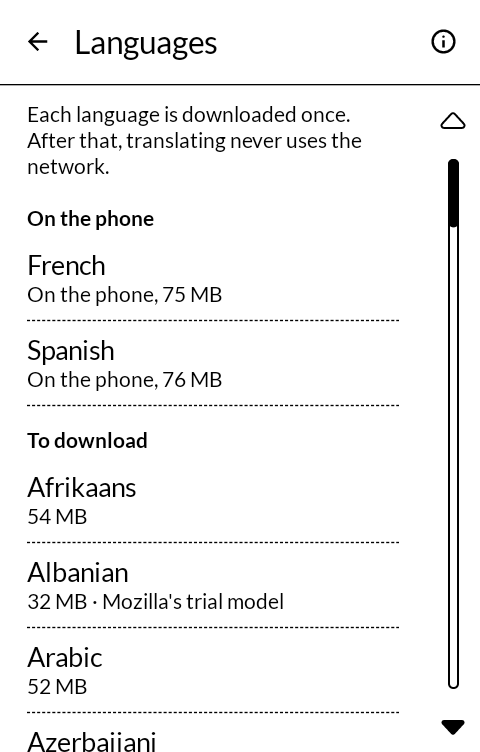 Languages
Each language is downloaded once.
After that, translating never uses the
network.
On the phone
French
On the phone, 75 MB
Spanish
On the phone, 76 MB
To download
Afrikaans
54 MB
Albanian
32 MB · Mozilla's trial model
Arabic
52 MB
Azerbaijani